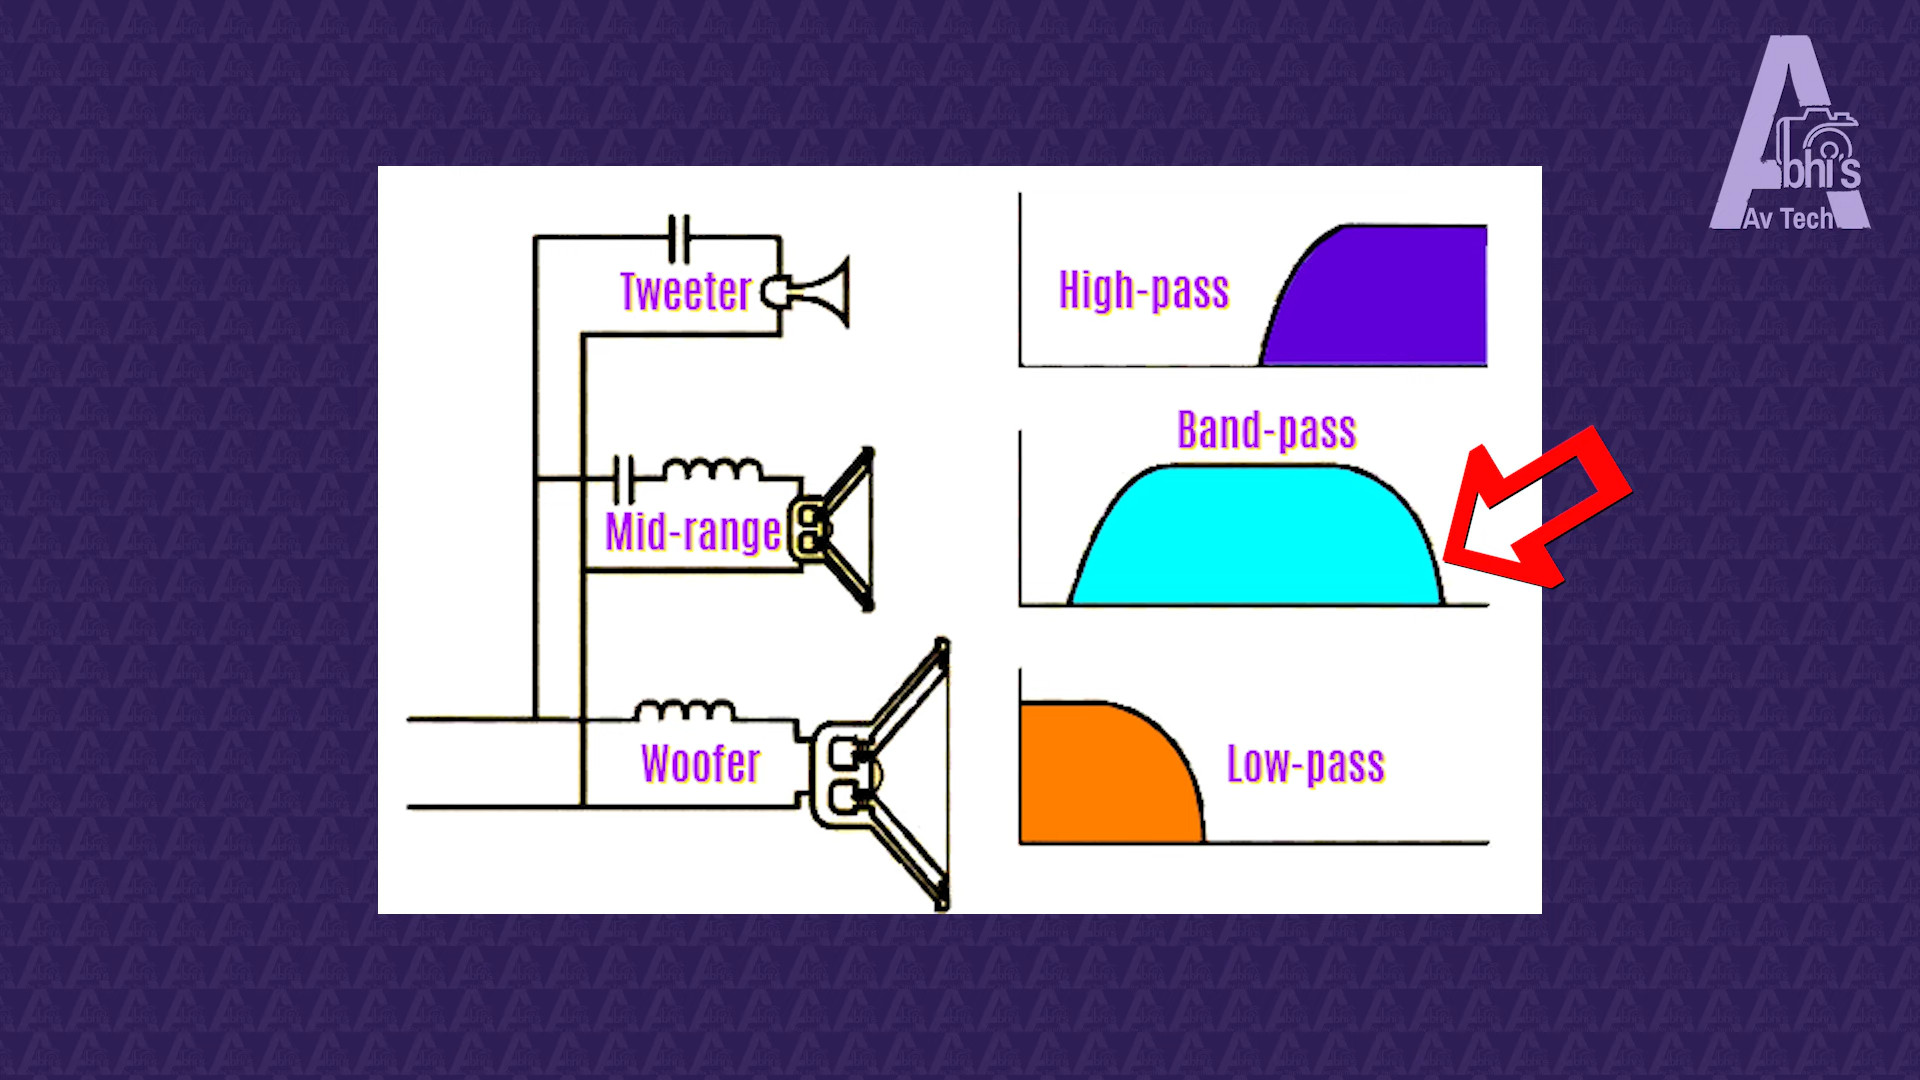 Abhi's
Av Tech
Tweeter
High-pass
Mid-range
Band-pass
Woofer
Low-pass